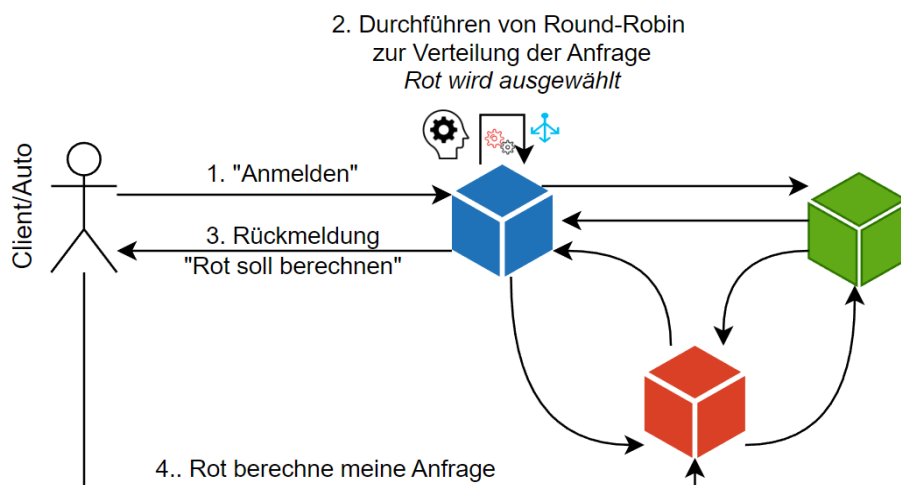 2. Durchführen von Round-Robin
zur Verteilung der Anfrage
Rot wird ausgewählt
Client/Auto
1. "Anmelden"
3. Rückmeldung
"Rot soll berechnen"
4.. Rot berechne meine Anfrage